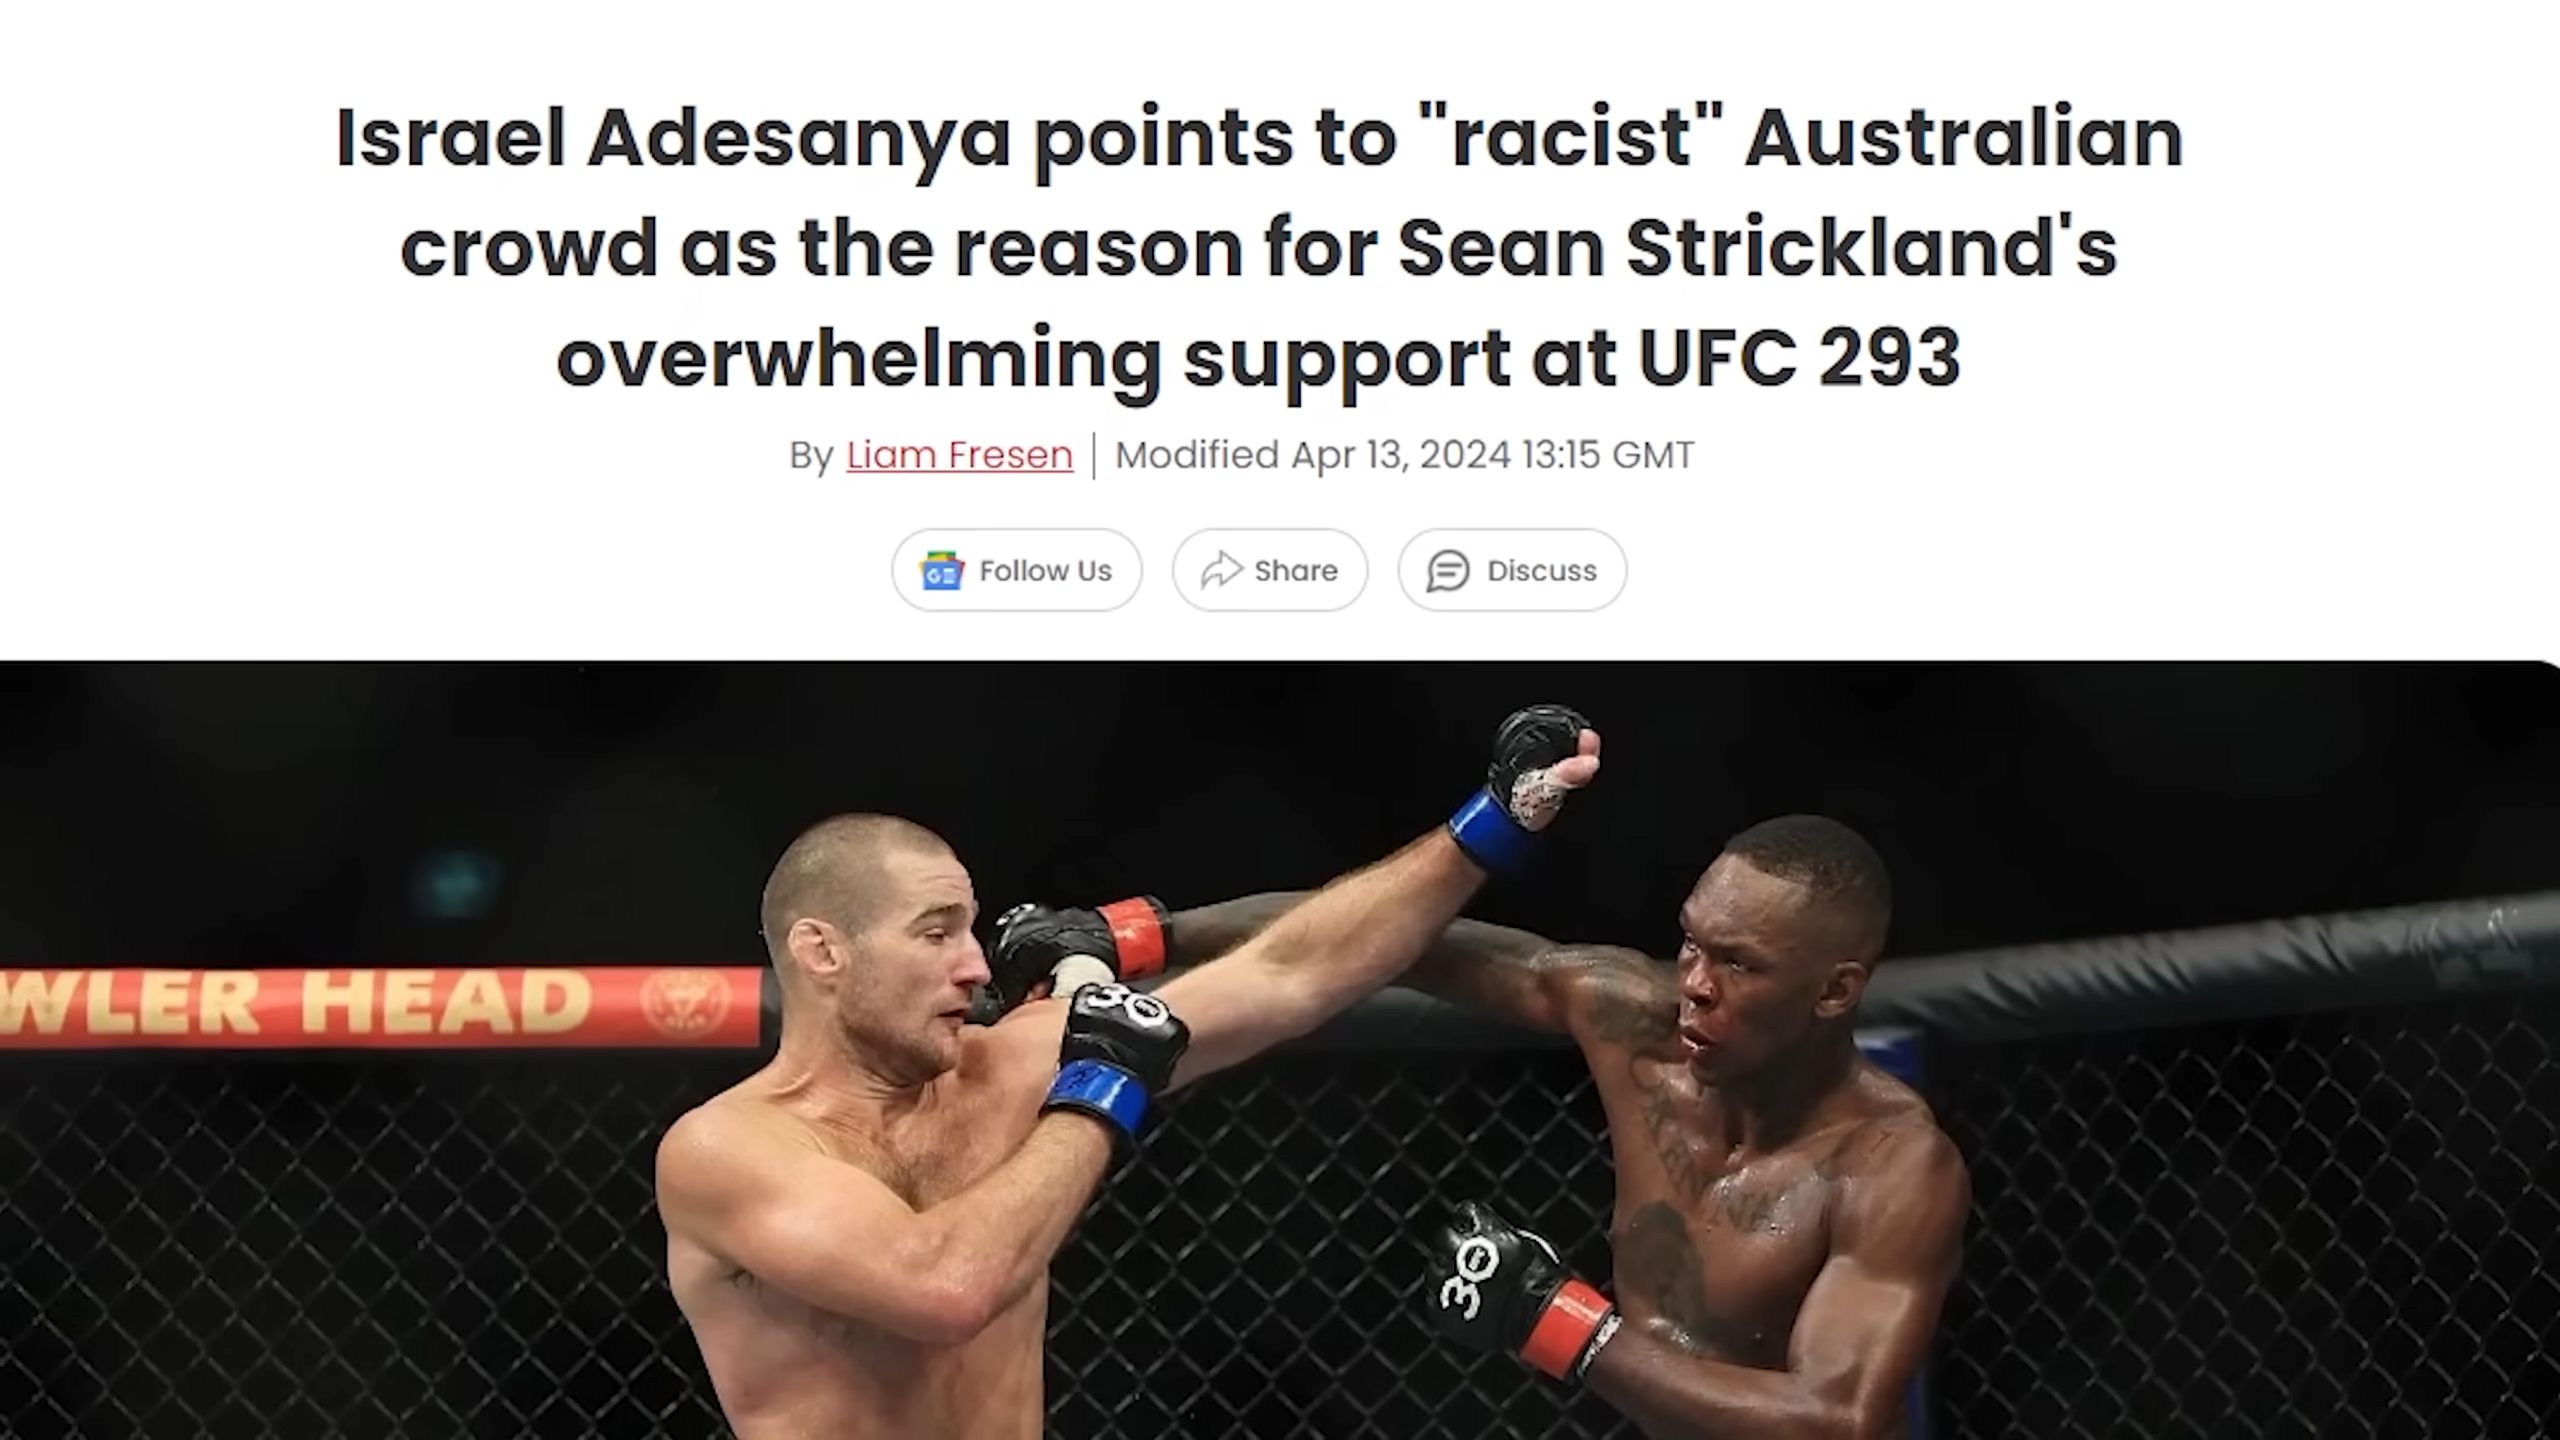 Israel Adesanya points to "racist" Australian
crowd as the reason for Sean Strickland's
overwhelming support at UFC 293
By Liam Fresen | Modified Apr 13, 2024 13:15 GMT
Follow Us
Share
Discuss
WLER HEAD
30
30